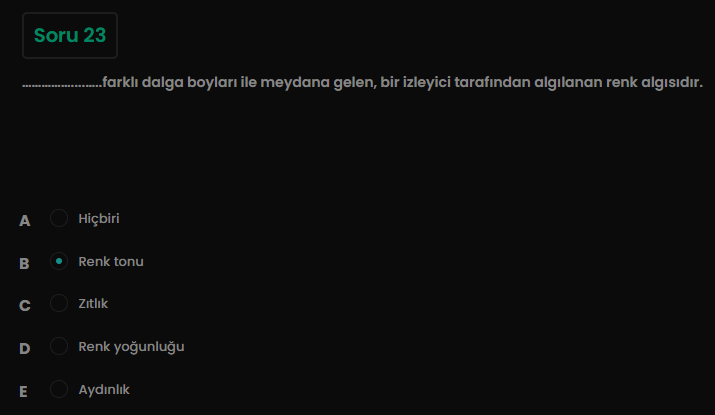 Soru 23
........................farklı dalga boyları ile meydana gelen, bir izleyici tarafından algılanan renk algısıdır.
A Hiçbiri
B Renk tonu
C Zıtlık
D Renk yoğunluğu
E Aydınlık